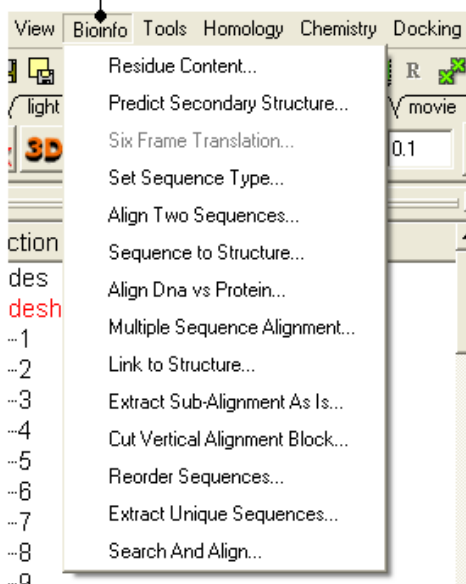 View Bioinfo Tools Homology Chemistry Docking
R
light movie
3D 0.1
Residue Content...
Predict Secondary Structure...
Six Frame Translation...
Set Sequence Type...
Align Two Sequences...
Sequence to Structure...
Align Dna vs Protein...
Multiple Sequence Alignment...
Link to Structure...
Extract Sub-Alignment As Is...
Cut Vertical Alignment Block...
Reorder Sequences...
Extract Unique Sequences...
Search And Align...
ction
des
desh
1
2
3
4
5
6
7
8
9